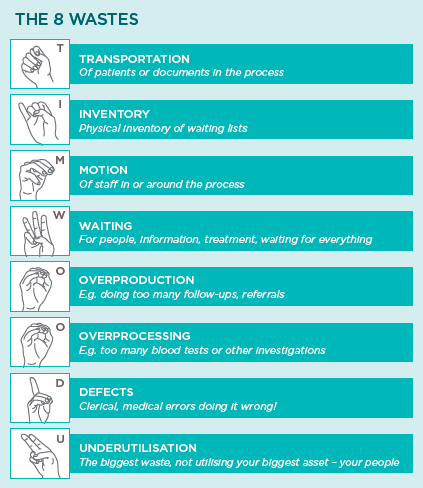 THE 8 WASTES
T
TRANSPORTATION
Of patients or documents in the process
I
INVENTORY
Physical inventory of waiting lists
M
MOTION
Of staff in or around the process
W
WAITING
For people, information, treatment, waiting for everything
O
OVERPRODUCTION
E.g. doing too many follow-ups, referrals
O
OVERPROCESSING
E.g. too many blood tests or other investigations
D
DEFECTS
Clerical, medical errors doing it wrong!
U
UNDERUTILISATION
The biggest waste, not utilising your biggest asset – your people